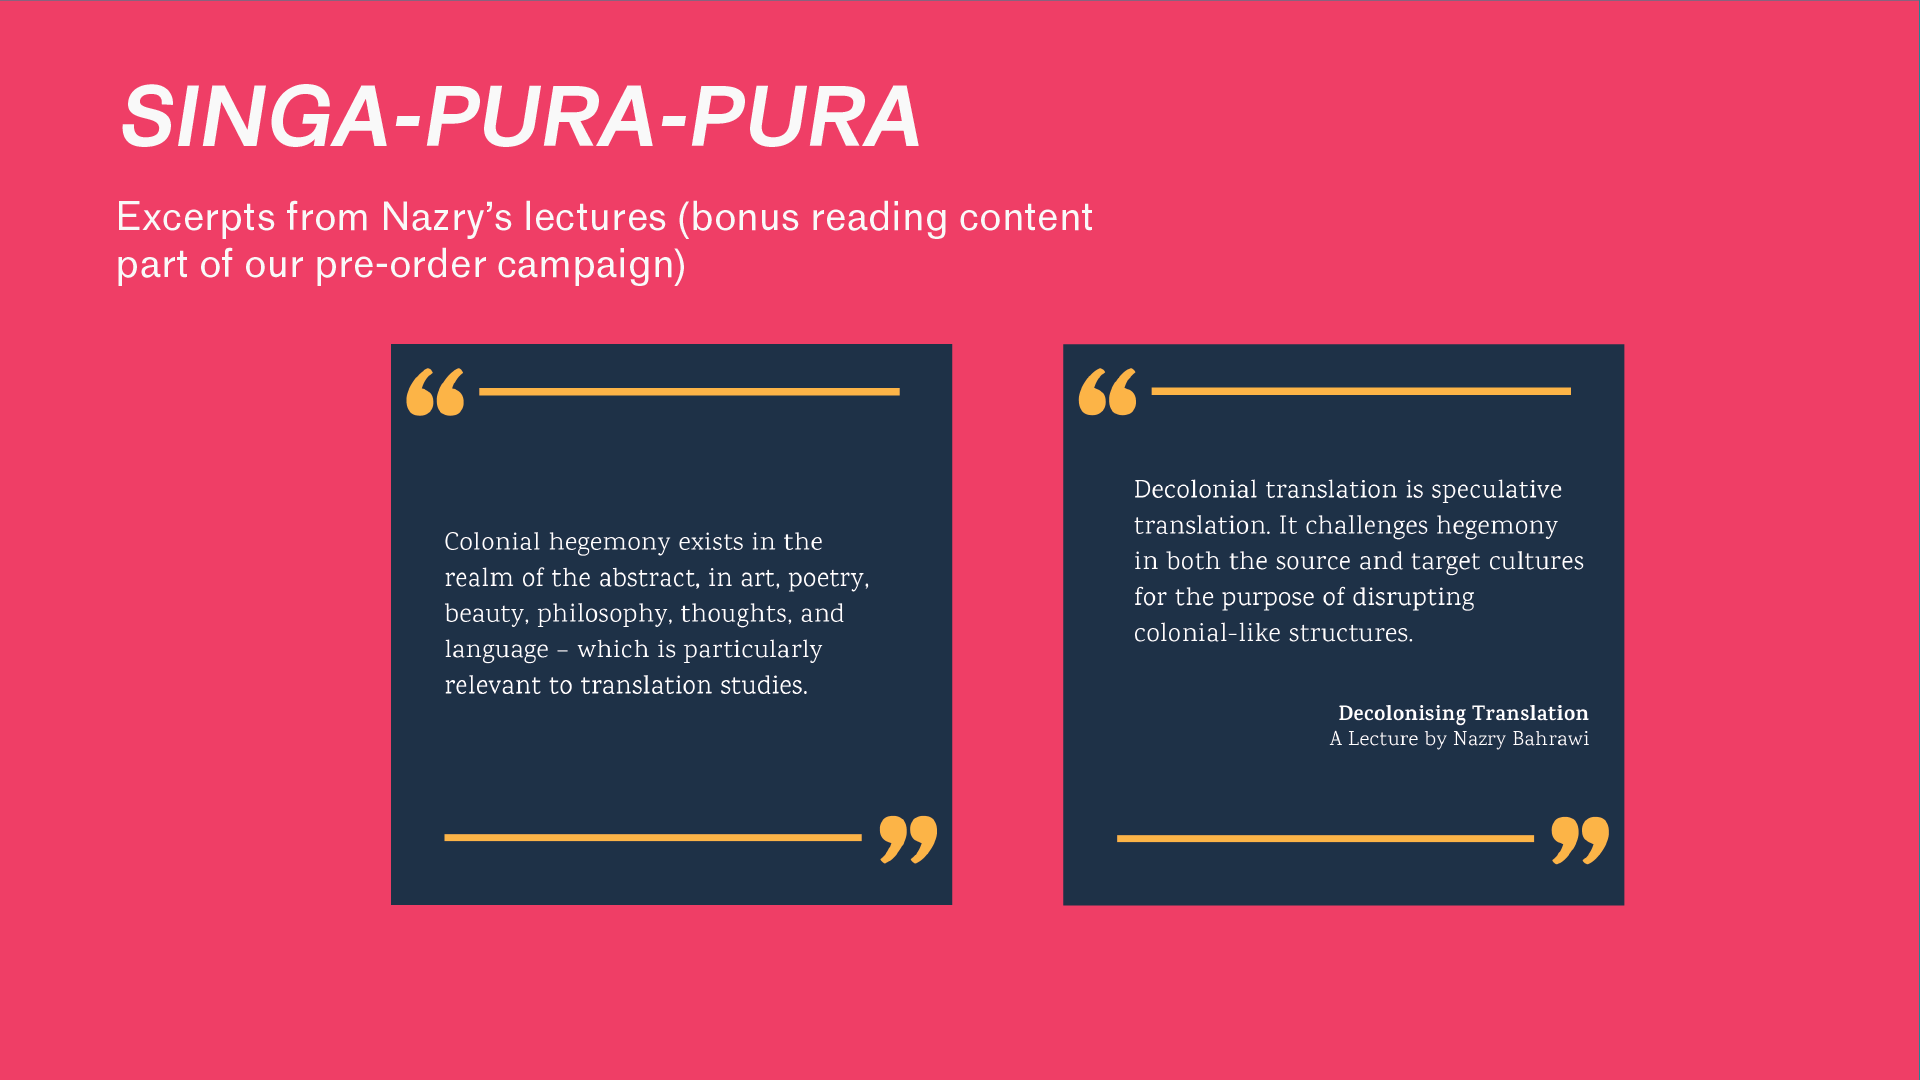 SINGA-PURA-PURA
Excerpts from Nazry’s lectures (bonus reading content
part of our pre-order campaign)
“
Colonial hegemony exists in the
realm of the abstract, in art, poetry,
beauty, philosophy, thoughts, and
language – which is particularly
relevant to translation studies.
”
“
Decolonial translation is speculative
translation. It challenges hegemony
in both the source and target cultures
for the purpose of disrupting
colonial-like structures.
Decolonising Translation
A Lecture by Nazry Bahrawi
”